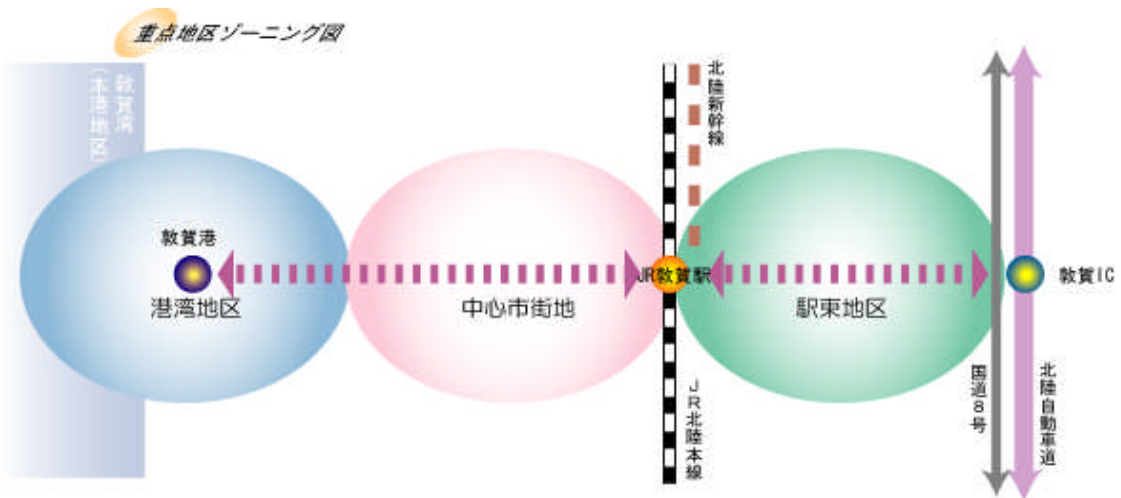 重点地区ゾーニング図
敦賀湾
(本港地区)
北陸新幹線
敦賀港
JR敦賀駅
敦賀IC
港湾地区
中心市街地
駅東地区
JR北陸本線
国道8号
北陸自動車道